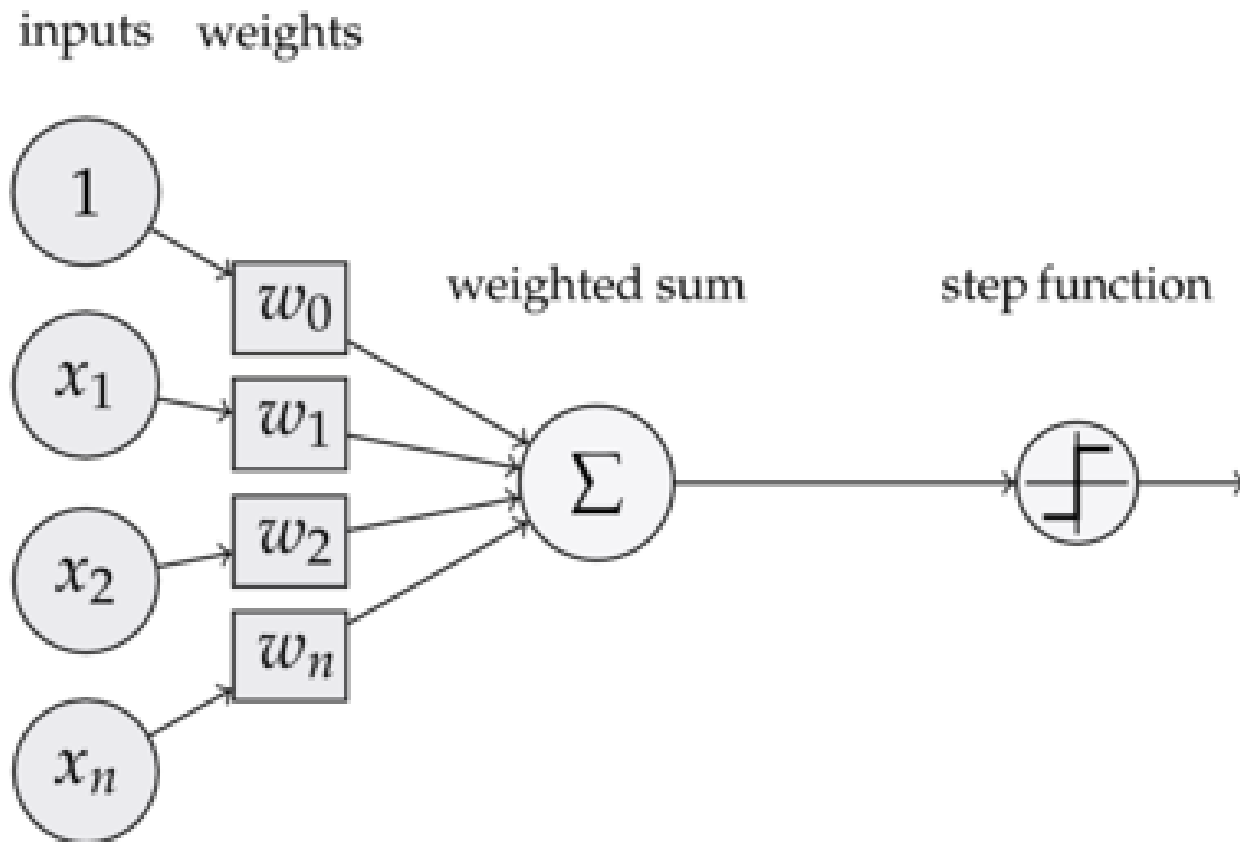 inputs weights
1
w₀
weighted sum
step function
x₁
w₁
Σ
x₂
w₂
wₙ
xₙ